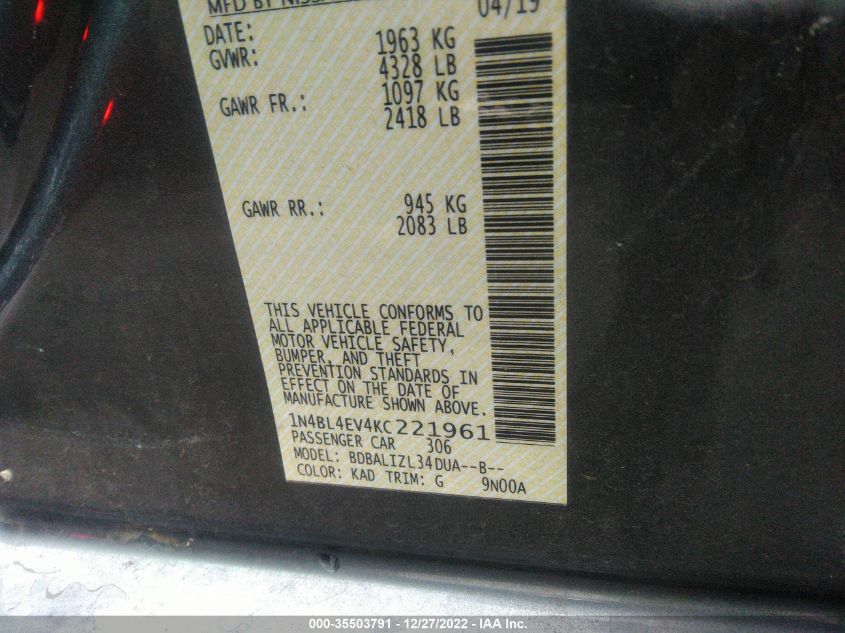 MFD BY NISSAN
DATE: 04/19
GVWR: 1963 KG
4328 LB
GAWR FR.: 1097 KG
2418 LB
GAWR RR.: 945 KG
2083 LB
THIS VEHICLE CONFORMS TO
ALL APPLICABLE FEDERAL
MOTOR VEHICLE SAFETY,
BUMPER, AND THEFT
PREVENTION STANDARDS IN
EFFECT ON THE DATE OF
MANUFACTURE SHOWN ABOVE.
1N4BL4EV4KC221961
PASSENGER CAR 306
MODEL: BDBALIZL34DUA--B--
COLOR: KAD TRIM: G 9N00A
000-35503791 - 12/27/2022 - IAA Inc.